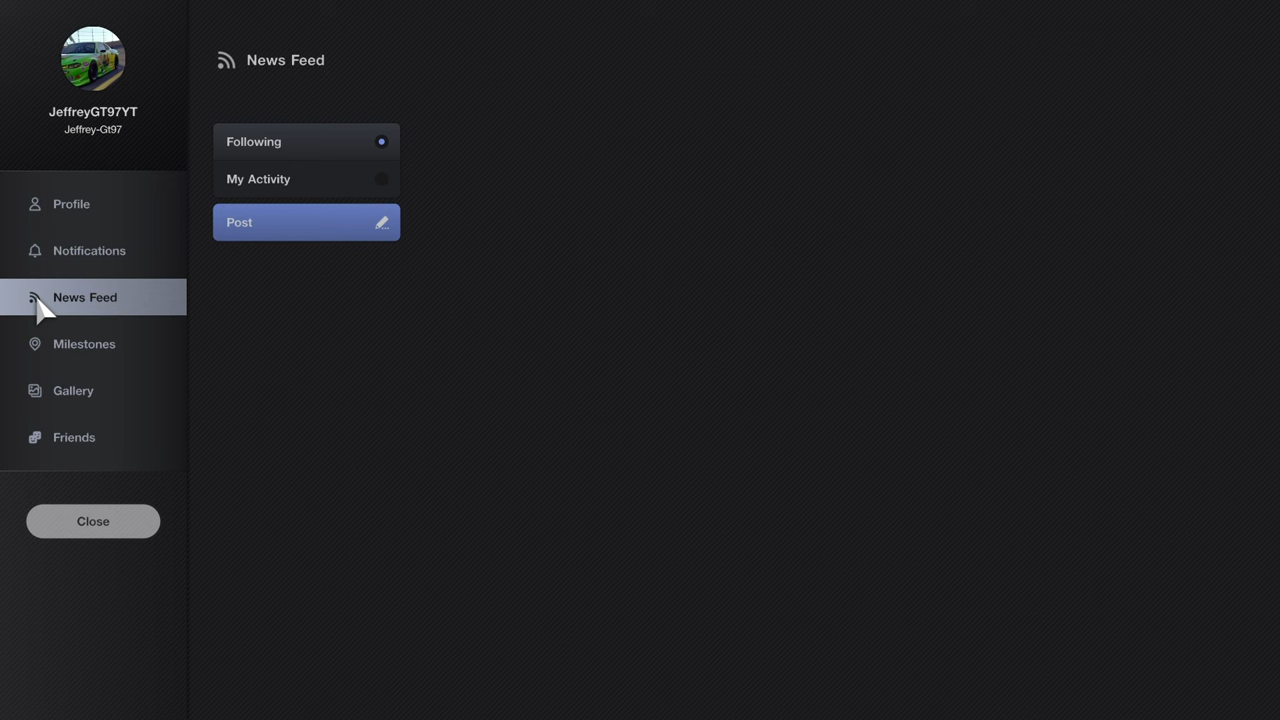 JeffreyGT97YT
Jeffrey-Gt97
Profile
Notifications
News Feed
Milestones
Gallery
Friends
Close
News Feed
Following
My Activity
Post